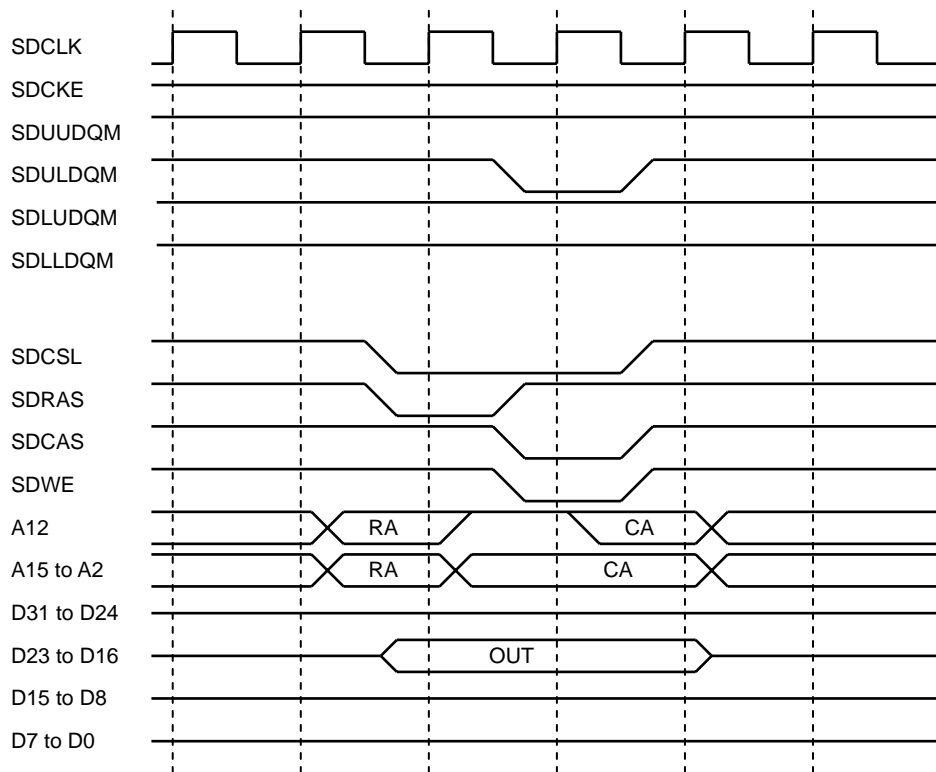 SDCLK
SDCKE
SDUUDQM
SDULDQM
SDLUDQM
SDLLDQM
SDCSL
SDRAS
SDCAS
SDWE
A12 RA CA
A15 to A2 RA CA
D31 to D24
D23 to D16 OUT
D15 to D8
D7 to D0